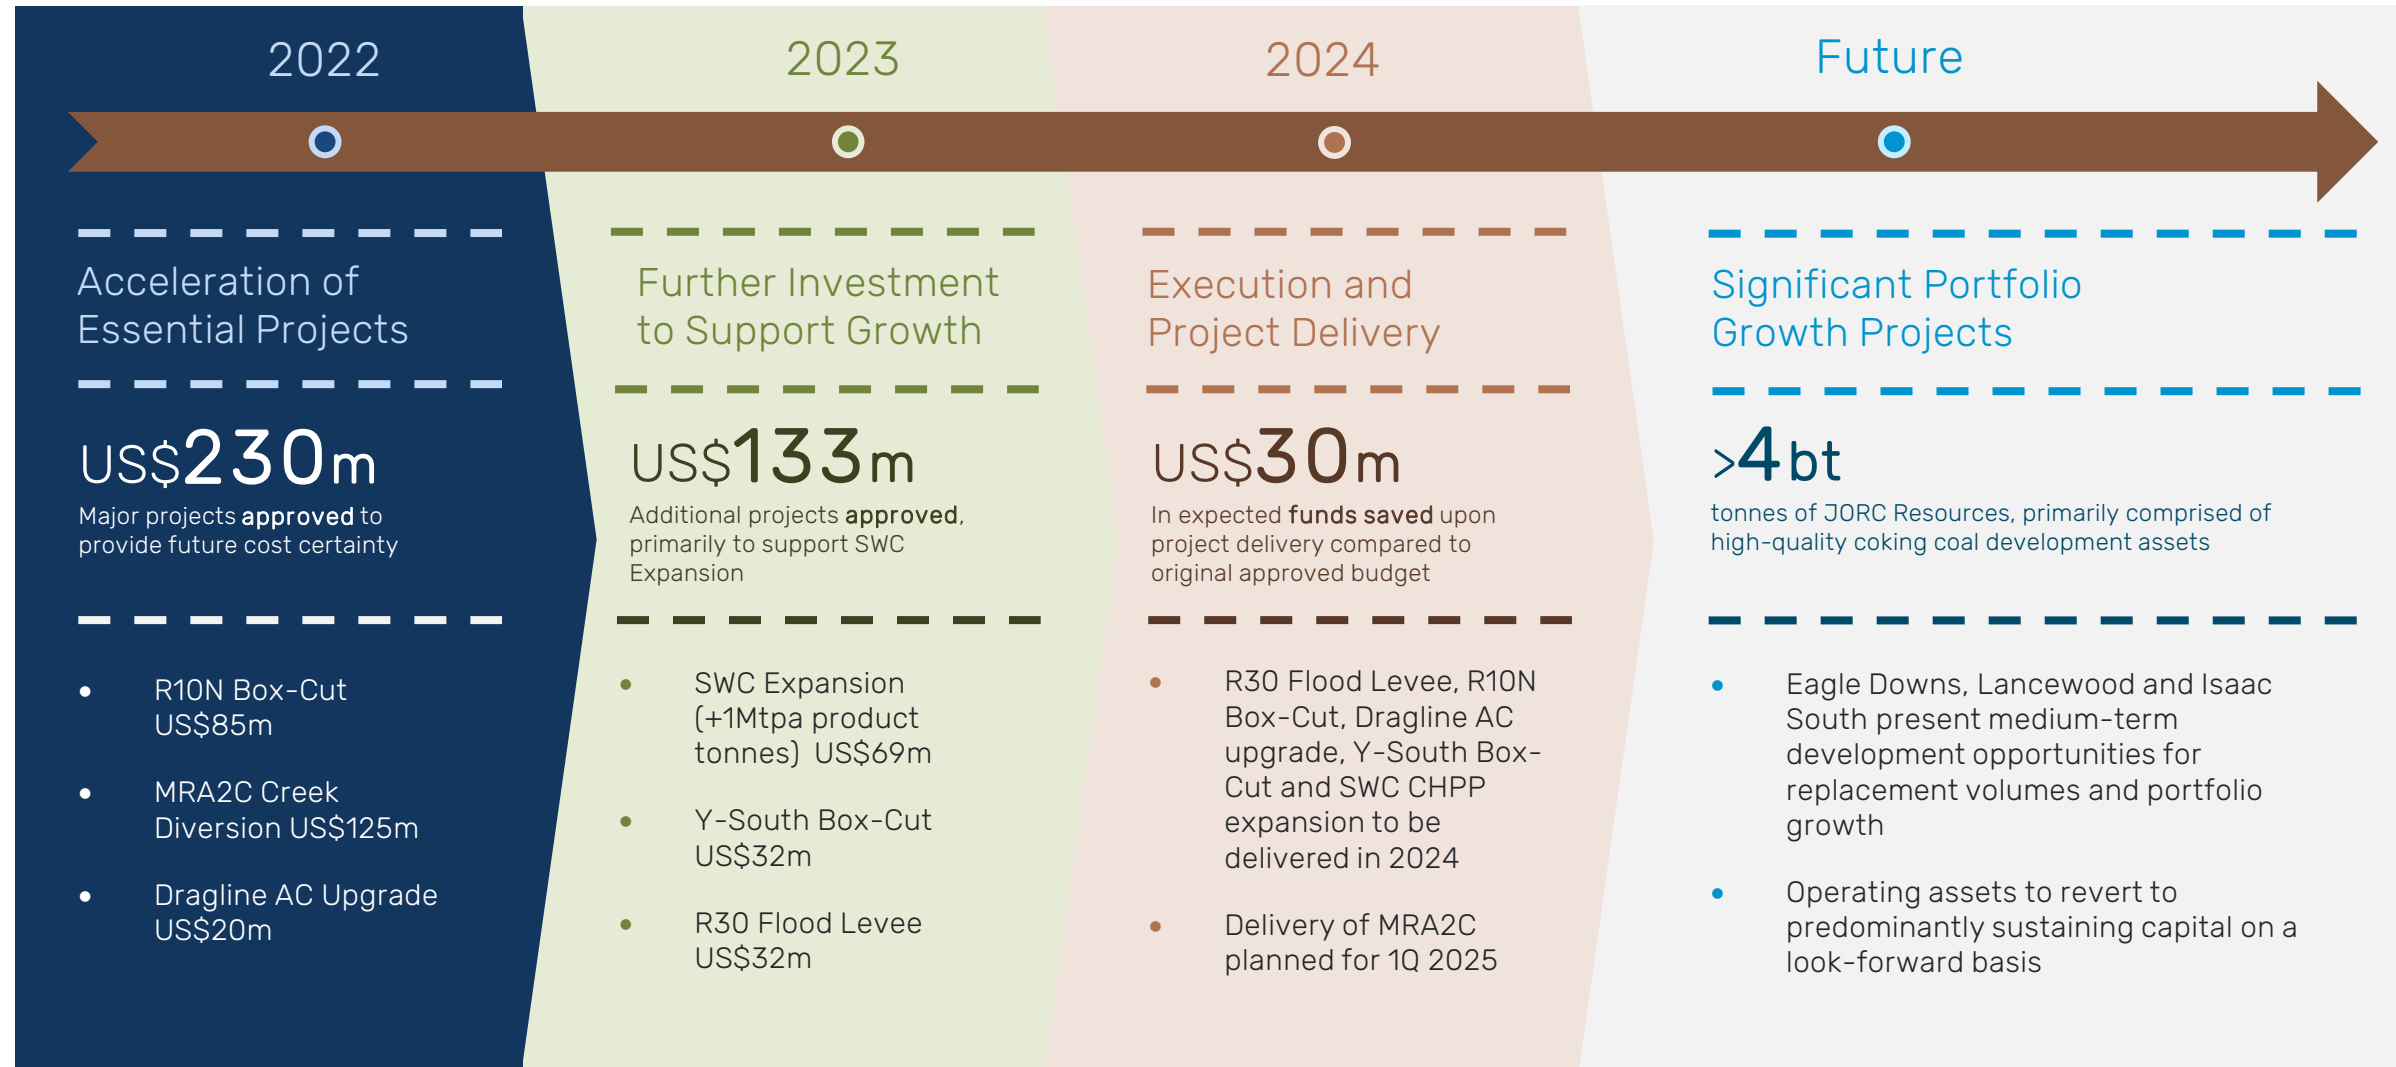 2022
Acceleration of
Essential Projects
US$230m
Major projects approved to
provide future cost certainty
• R10N Box-Cut
US$85m
• MRA2C Creek
Diversion US$125m
• Dragline AC Upgrade
US$20m
2023
Further Investment
to Support Growth
US$133m
Additional projects approved,
primarily to support SWC
Expansion
• SWC Expansion
(+1Mtpa product
tonnes) US$69m
• Y-South Box-Cut
US$32m
• R30 Flood Levee
US$32m
2024
Execution and
Project Delivery
US$30m
In expected funds saved upon
project delivery compared to
original approved budget
• R30 Flood Levee, R10N
Box-Cut, Dragline AC
upgrade, Y-South Box-
Cut and SWC CHPP
expansion to be
delivered in 2024
• Delivery of MRA2C
planned for 1Q 2025
Future
Significant Portfolio
Growth Projects
>4bt
tonnes of JORC Resources, primarily comprised of
high-quality coking coal development assets
• Eagle Downs, Lancewood and Isaac
South present medium-term
development opportunities for
replacement volumes and portfolio
growth
• Operating assets to revert to
predominantly sustaining capital on a
look-forward basis